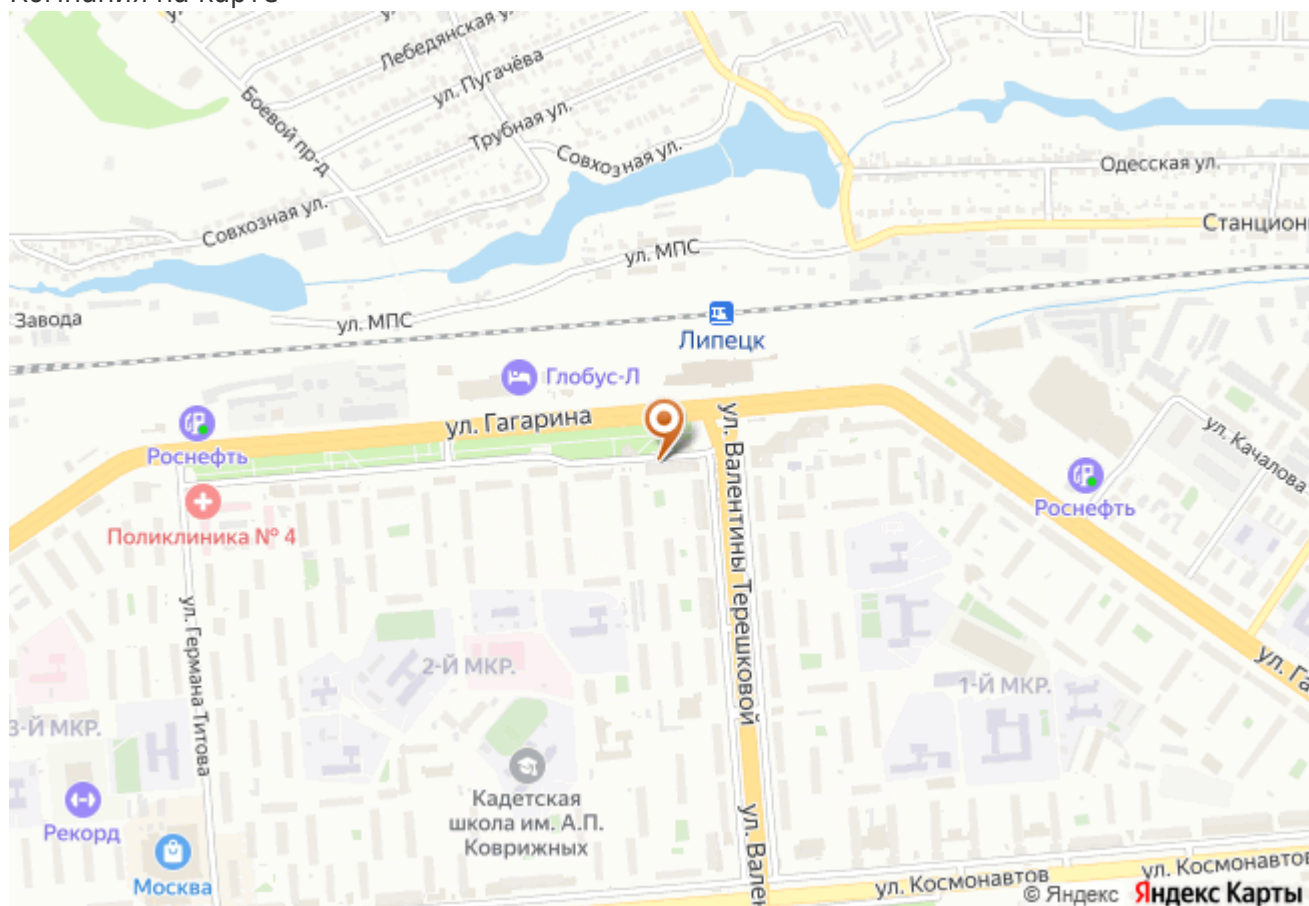 Лебедянская ул.
ул. Пугачёва
Боевой пр-д
Трубная ул.
Совхозная ул.
Одесская ул.
Совхозная ул.
Станцион
ул. МПС
Завода
ул. МПС
Липецк
Глобус-Л
ул. Гагарина
Роснефть
ул. Валентины Терешковой
ул. Качалова
Роснефть
Поликлиника № 4
ул. Германа Титова
2-Й МКР.
1-Й МКР.
ул. Га
3-Й МКР.
Рекорд
Кадетская
школа им. А.П.
Коврижных
ул. Вален
Москва
ул. Космонавтов
ул. Космонавтов
© Яндекс Яндекс Карты